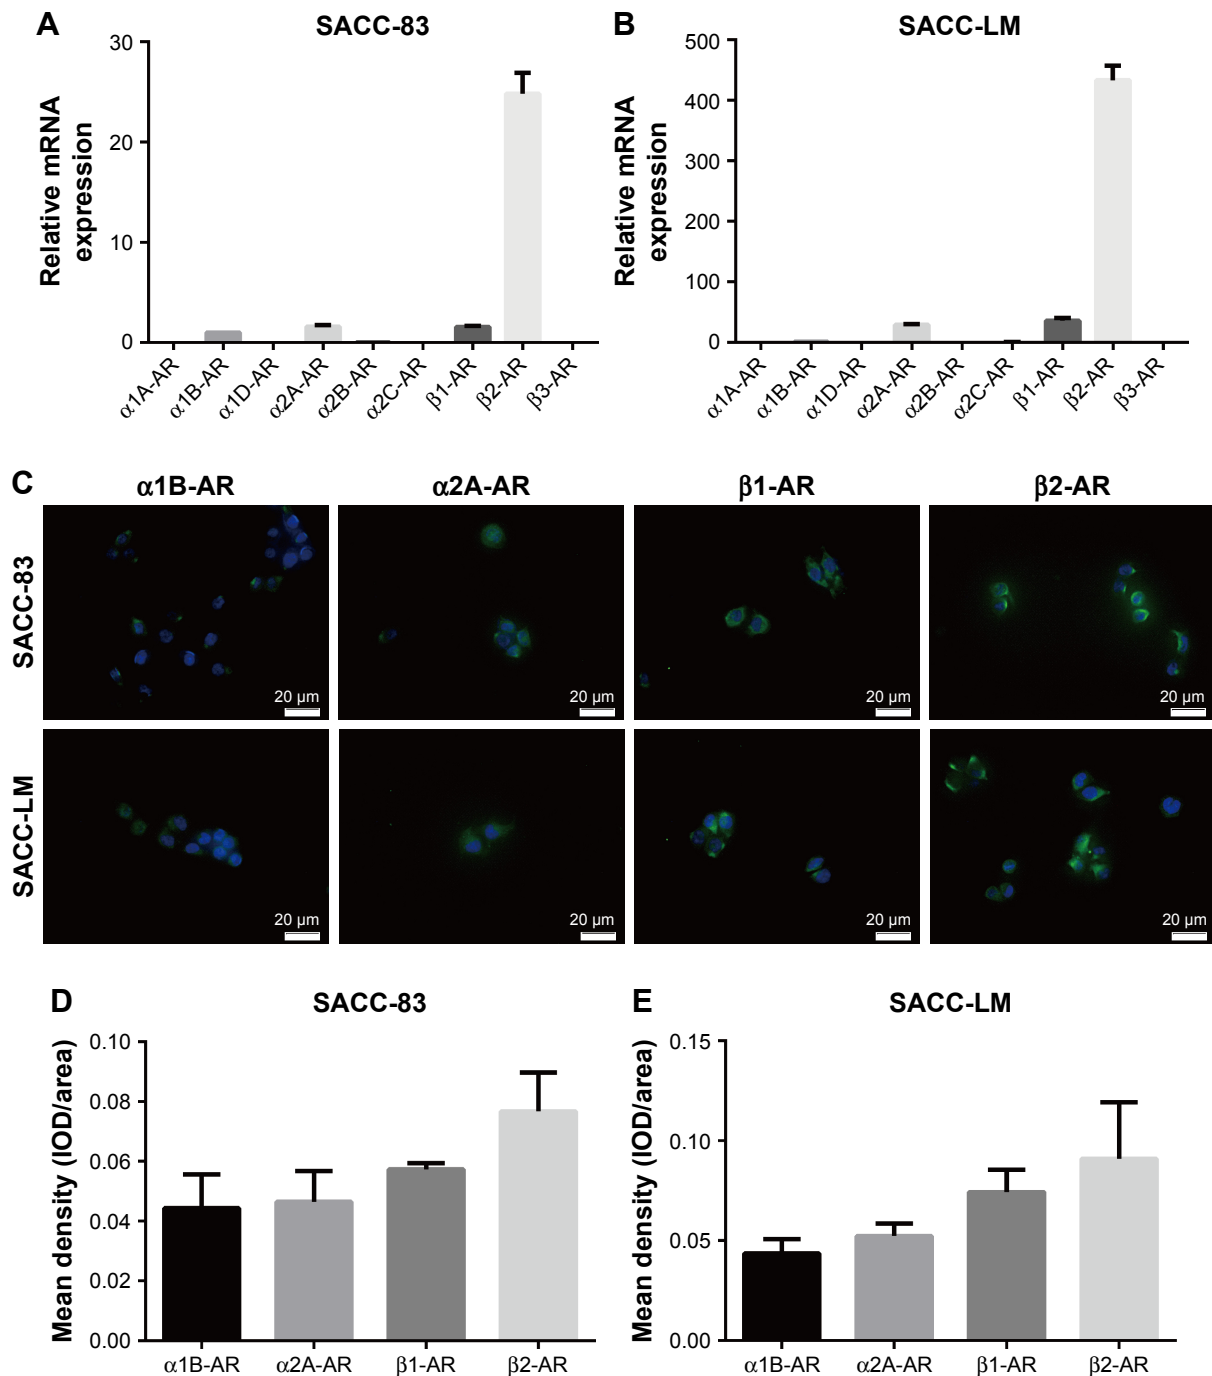 A
SACC-83
Relative mRNA
expression
30
20
10
0
α1A-AR
α1B-AR
α1D-AR
α2A-AR
α2B-AR
α2C-AR
β1-AR
β2-AR
β3-AR
B
SACC-LM
Relative mRNA
expression
500
400
300
200
100
0
α1A-AR
α1B-AR
α1D-AR
α2A-AR
α2B-AR
α2C-AR
β1-AR
β2-AR
β3-AR
C
α1B-AR
α2A-AR
β1-AR
β2-AR
SACC-83
20 µm
20 µm
20 µm
20 µm
SACC-LM
20 µm
20 µm
20 µm
20 µm
D
SACC-83
Mean density (IOD/area)
0.10
0.08
0.06
0.04
0.02
0.00
α1B-AR
α2A-AR
β1-AR
β2-AR
E
SACC-LM
Mean density (IOD/area)
0.15
0.10
0.05
0.00
α1B-AR
α2A-AR
β1-AR
β2-AR